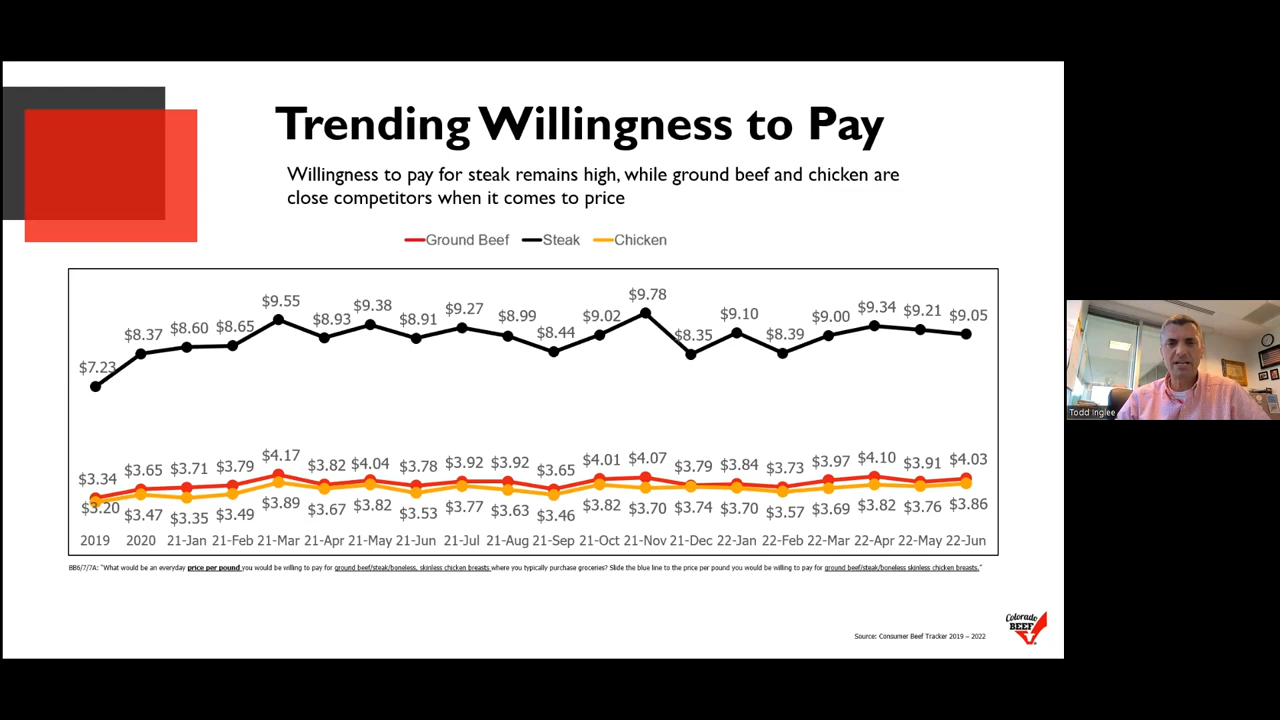 Trending Willingness to Pay
Willingness to pay for steak remains high, while ground beef and chicken are
close competitors when it comes to price
Ground Beef Steak Chicken
$7.23 $8.37 $8.60 $8.65 $9.55 $8.93 $9.38 $8.91 $9.27 $8.99 $8.44 $9.02 $9.78 $8.35 $9.10 $8.39 $9.00 $9.34 $9.21 $9.05
$3.34 $3.65 $3.71 $3.79 $4.17 $3.82 $4.04 $3.78 $3.92 $3.92 $3.65 $4.01 $4.07 $3.79 $3.84 $3.73 $3.97 $4.10 $3.91 $4.03
$3.20 $3.47 $3.35 $3.49 $3.89 $3.67 $3.82 $3.53 $3.77 $3.63 $3.46 $3.82 $3.70 $3.74 $3.70 $3.57 $3.69 $3.82 $3.76 $3.86
2019 2020 21-Jan 21-Feb 21-Mar 21-Apr 21-May 21-Jun 21-Jul 21-Aug 21-Sep 21-Oct 21-Nov 21-Dec 22-Jan 22-Feb 22-Mar 22-Apr 22-May 22-Jun
BB6/7/7A: "What would be an everyday price per pound you would be willing to pay for ground beef/steak/boneless, skinless chicken breasts where you typically purchase groceries? Slide the blue line to the price per pound you would be willing to pay for ground beef/steak/boneless skinless chicken breasts."
Source: Consumer Beef Tracker 2019 – 2022
Colorado
BEEF
Todd Inglee